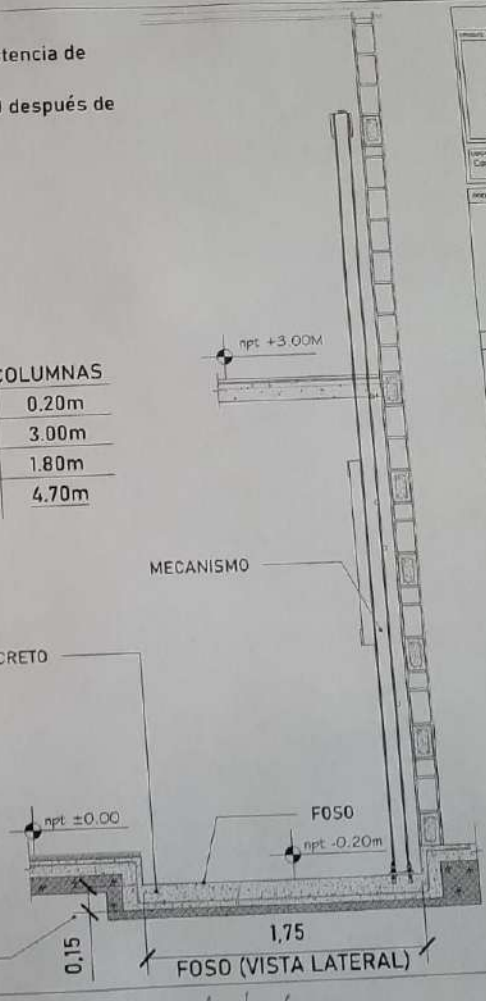 tencia de
después de
npt +3.00M
COLUMNAS
0.20m
3.00m
1.80m
4.70m
MECANISMO
CRETO
npt ±0.00
FOSO
npt -0.20m
0,15
1,75
FOSO (VISTA LATERAL)